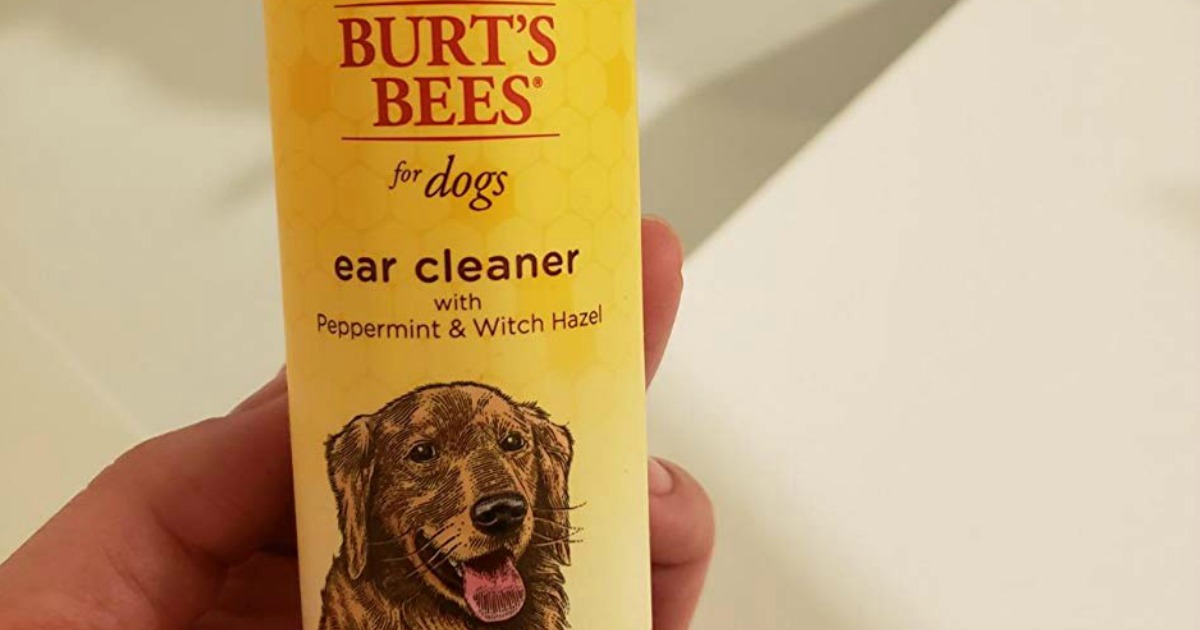 BURT'S
BEES®
for dogs
ear cleaner
with
Peppermint & Witch Hazel